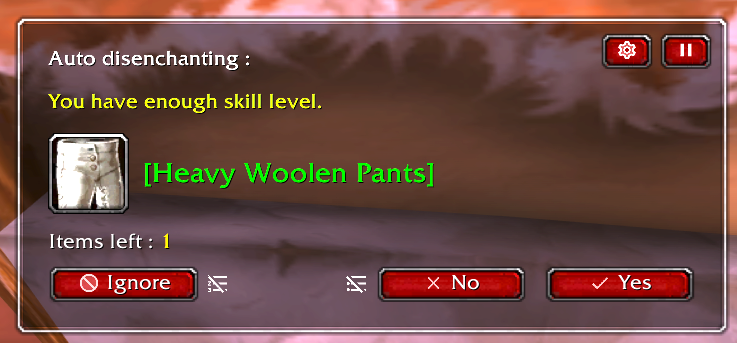 Auto disenchanting :
You have enough skill level.
[Heavy Woolen Pants]
Items left : 1
Ignore No Yes